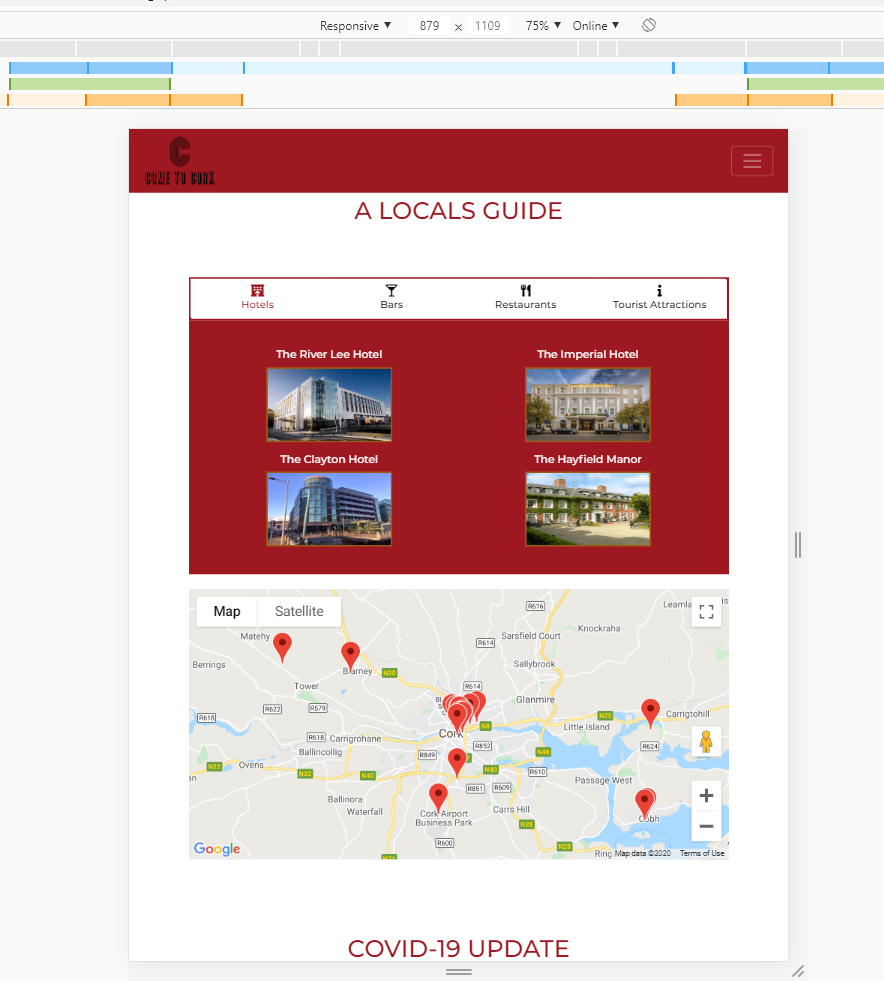 Responsive ▼ 879 × 1109 75% ▼ Online ▼
C
COME TO CORK
A LOCALS GUIDE
Hotels Bars Restaurants Tourist Attractions
The River Lee Hotel The Imperial Hotel
The Clayton Hotel The Hayfield Manor
Map Satellite
R616
Leamla
Knockraha
Matehy
R614
Sarsfield Court
Berrings
Blarney
N20
Sallybrook
Tower
R614
Glanmire
R622
R579
Carrigtohill
R618
N8
N25
Little Island
R618
Carrigrohane
Cork
R852
R624
Ballincollig
R849
N40
Ovens
N22
N22
N40
N40
R610
Passage West
R851
R609
Ballinora
Waterfall
Cork Airport
Business Park
Carrs Hill
Cobh
N28
R600
N28
N71
Google
Ring
Map data ©2020 Terms of Use
COVID-19 UPDATE